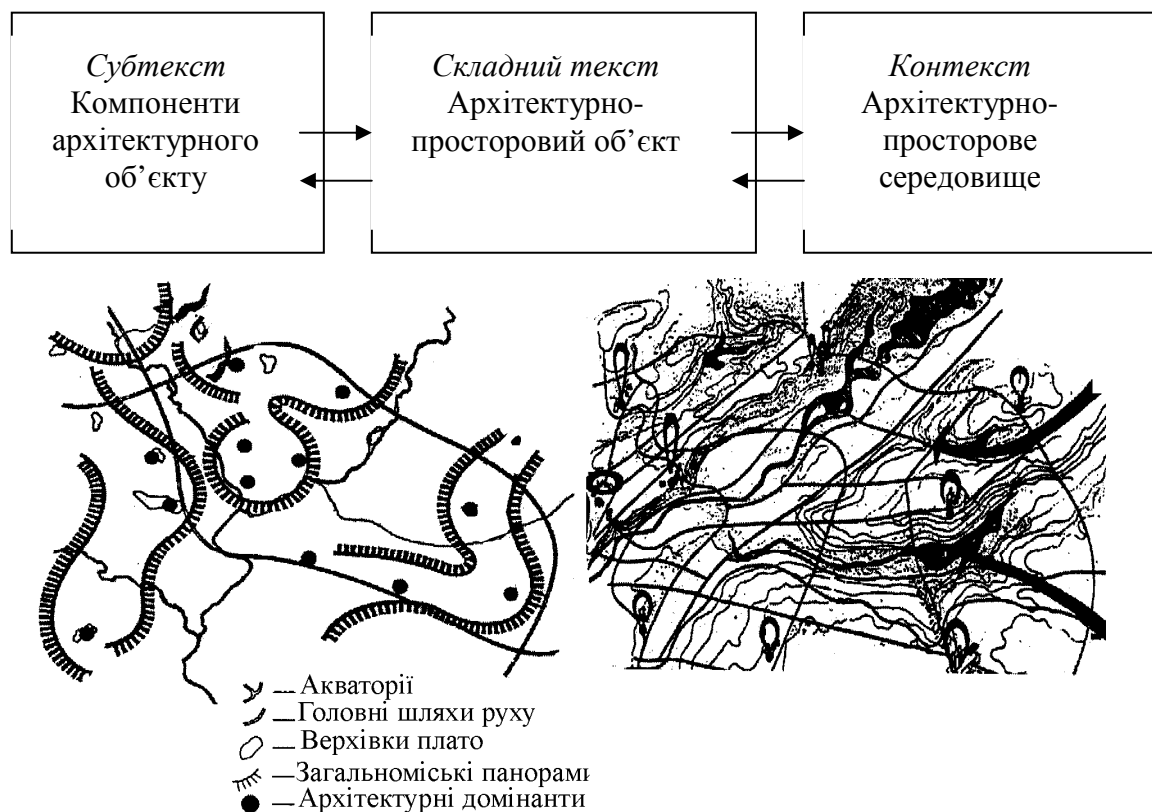 Субтекст
Компоненти
архітектурного
об’єкту
Складний текст
Архітектурно-
просторовий об’єкт
Контекст
Архітектурно-
просторове
середовище
Акваторії
Головні шляхи руху
Верхівки плато
Загальноміські панорами
Архітектурні домінанти